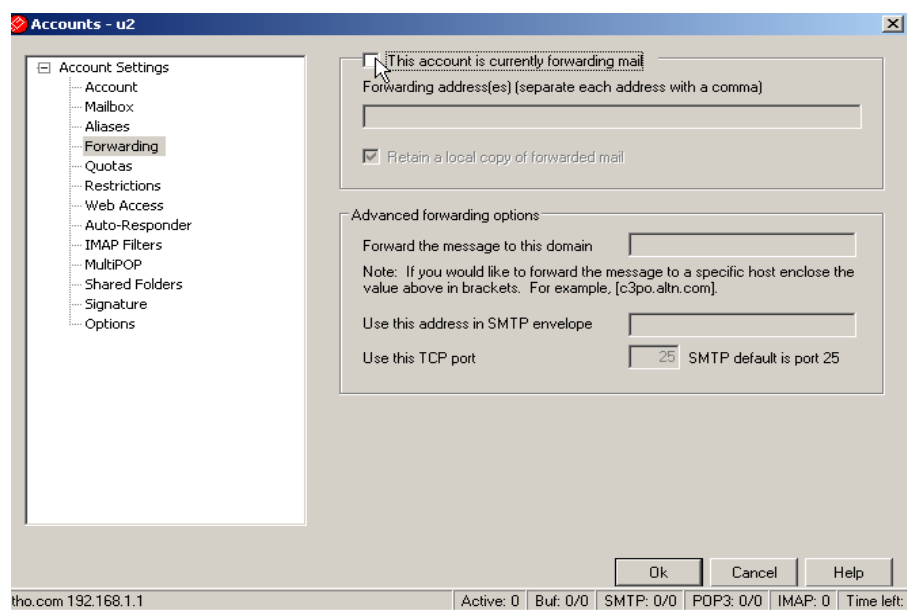 Accounts - u2
Account Settings
Account
Mailbox
Aliases
Forwarding
Quotas
Restrictions
Web Access
Auto-Responder
IMAP Filters
MultiPOP
Shared Folders
Signature
Options
This account is currently forwarding mail
Forwarding address(es) (separate each address with a comma)
Retain a local copy of forwarded mail
Advanced forwarding options
Forward the message to this domain
Note: If you would like to forward the message to a specific host enclose the
value above in brackets. For example, [c3po.altn.com].
Use this address in SMTP envelope
Use this TCP port 25 SMTP default is port 25
Ok Cancel Help
tho.com 192.168.1.1 Active: 0 Buf: 0/0 SMTP: 0/0 POP3: 0/0 IMAP: 0 Time left: